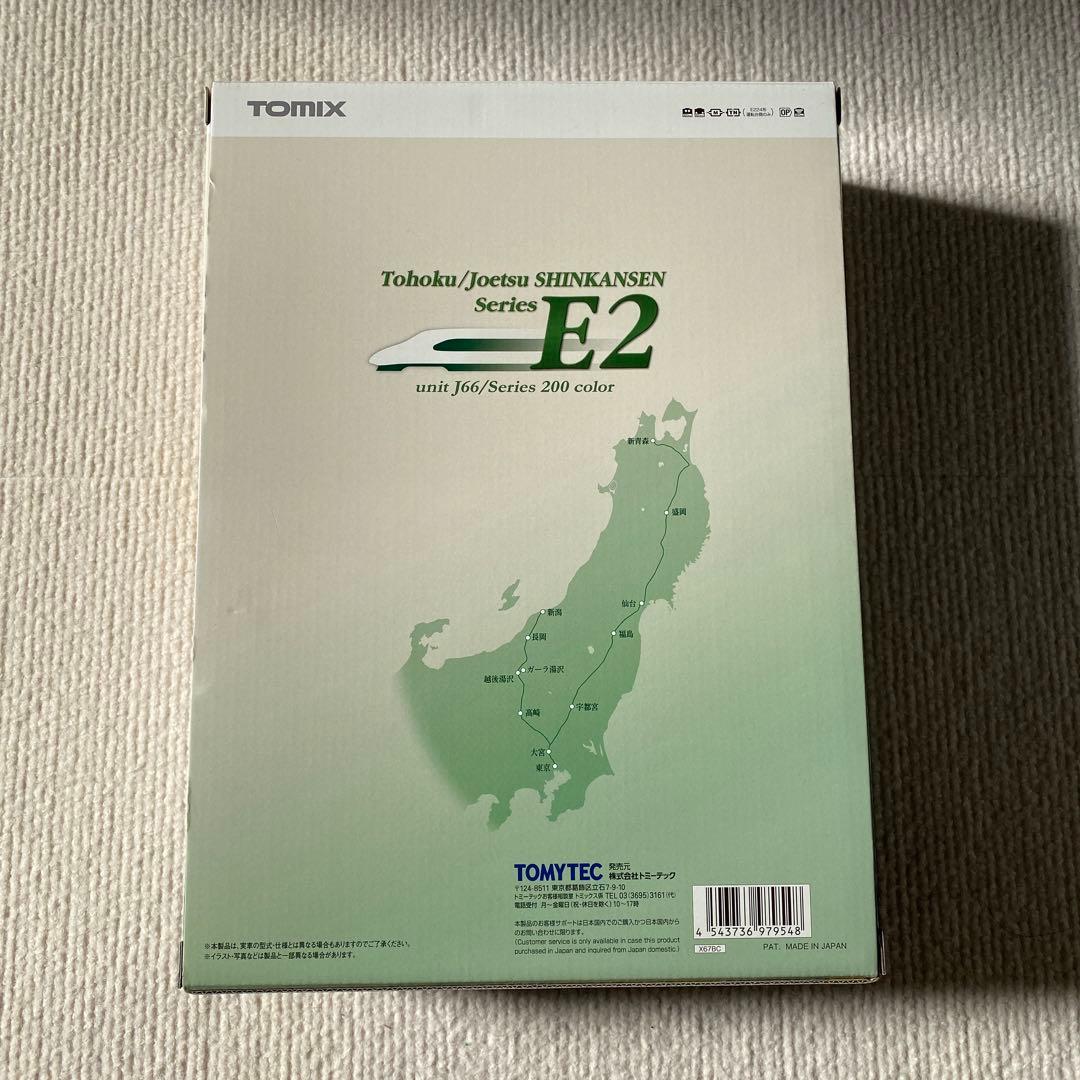 TOMIX
M TN (E224形 運転台側のみ) OP
Tohoku/Joetsu SHINKANSEN
Series E2
unit J66/Series 200 color
新青森
盛岡
仙台
新潟
福島
長岡
ガーラ湯沢
越後湯沢
宇都宮
高崎
大宮
東京
TOMYTEC 発売元 株式会社トミーテック
〒124-8511 東京都葛飾区立石7-9-10
トミーテックお客様相談室 トミックス係 TEL 03(3695)3161(代)
電話受付 月〜金曜日(祝・休日を除く)10〜17時
本製品のお客様サポートは日本国内でのご購入かつ日本国内から
のお問い合わせに限ります。
(Customer service is only available in case this product
purchased in Japan and inquired from Japan domestic.)
4 543736 979548
X67BC
PAT. MADE IN JAPAN
※本製品は、実車の型式・仕様とは異なる場合もありますのでご了承ください。
※イラスト・写真などは製品と一部異なる場合があります。